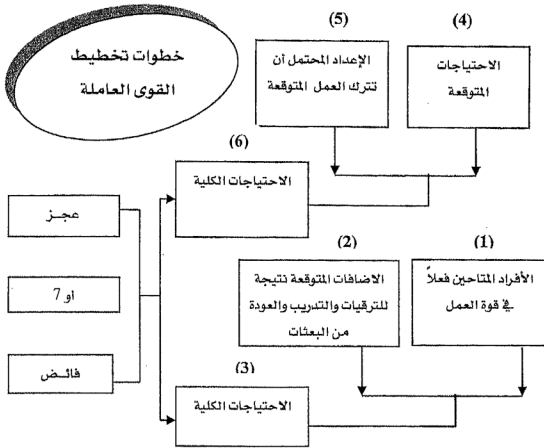 خطوات تخطيط
القوى العاملة
(5)
(4)
الإعداد المحتمل أن
تترك العمل المتوقعة
الاحتياجات
المتوقعة
(6)
الاحتياجات الكلية
عجـز
او 7
فائـض
(2)
(1)
الاضافات المتوقعة نتيجة
للترقيات والتدريب والعودة
من البعثات
الأفراد المتاحين فعلاً
في قوة العمل
(3)
الاحتياجات الكلية